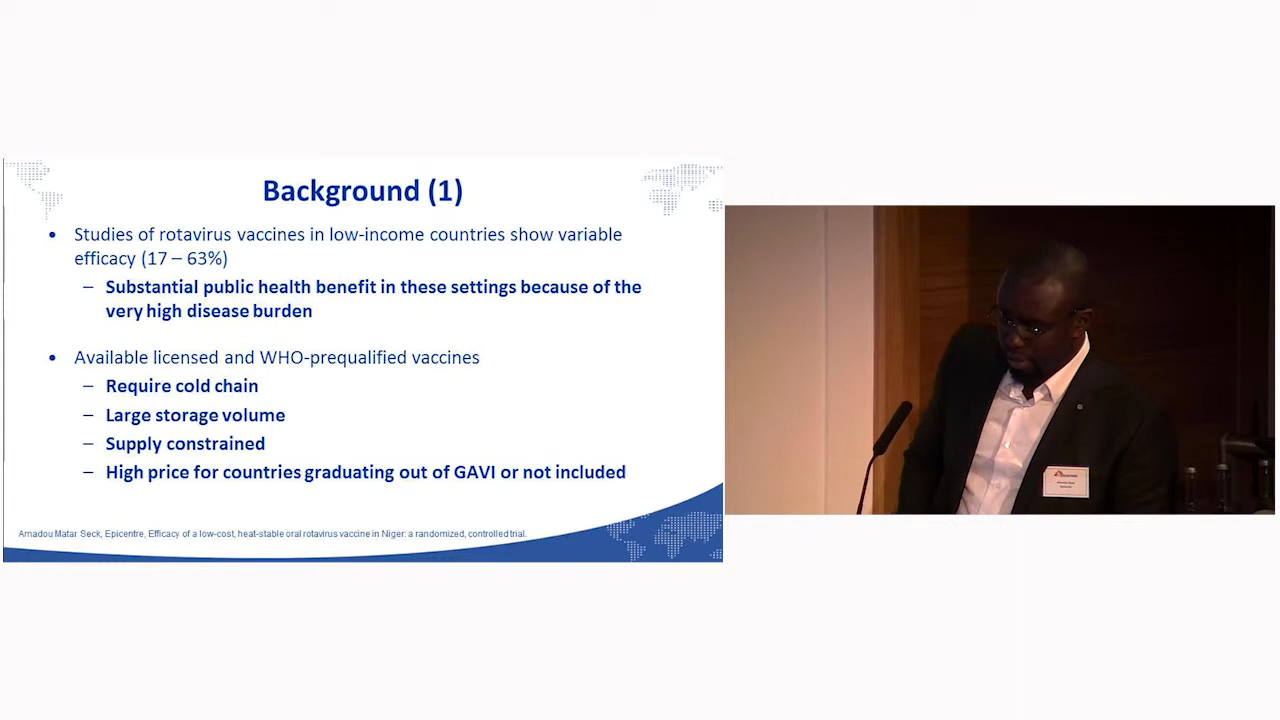 Background (1)
• Studies of rotavirus vaccines in low-income countries show variable
efficacy (17 – 63%)
– Substantial public health benefit in these settings because of the
very high disease burden
• Available licensed and WHO-prequalified vaccines
– Require cold chain
– Large storage volume
– Supply constrained
– High price for countries graduating out of GAVI or not included
Amadou Matar Seck, Epicentre, Efficacy of a low-cost, heat-stable oral rotavirus vaccine in Niger: a randomized, controlled trial.